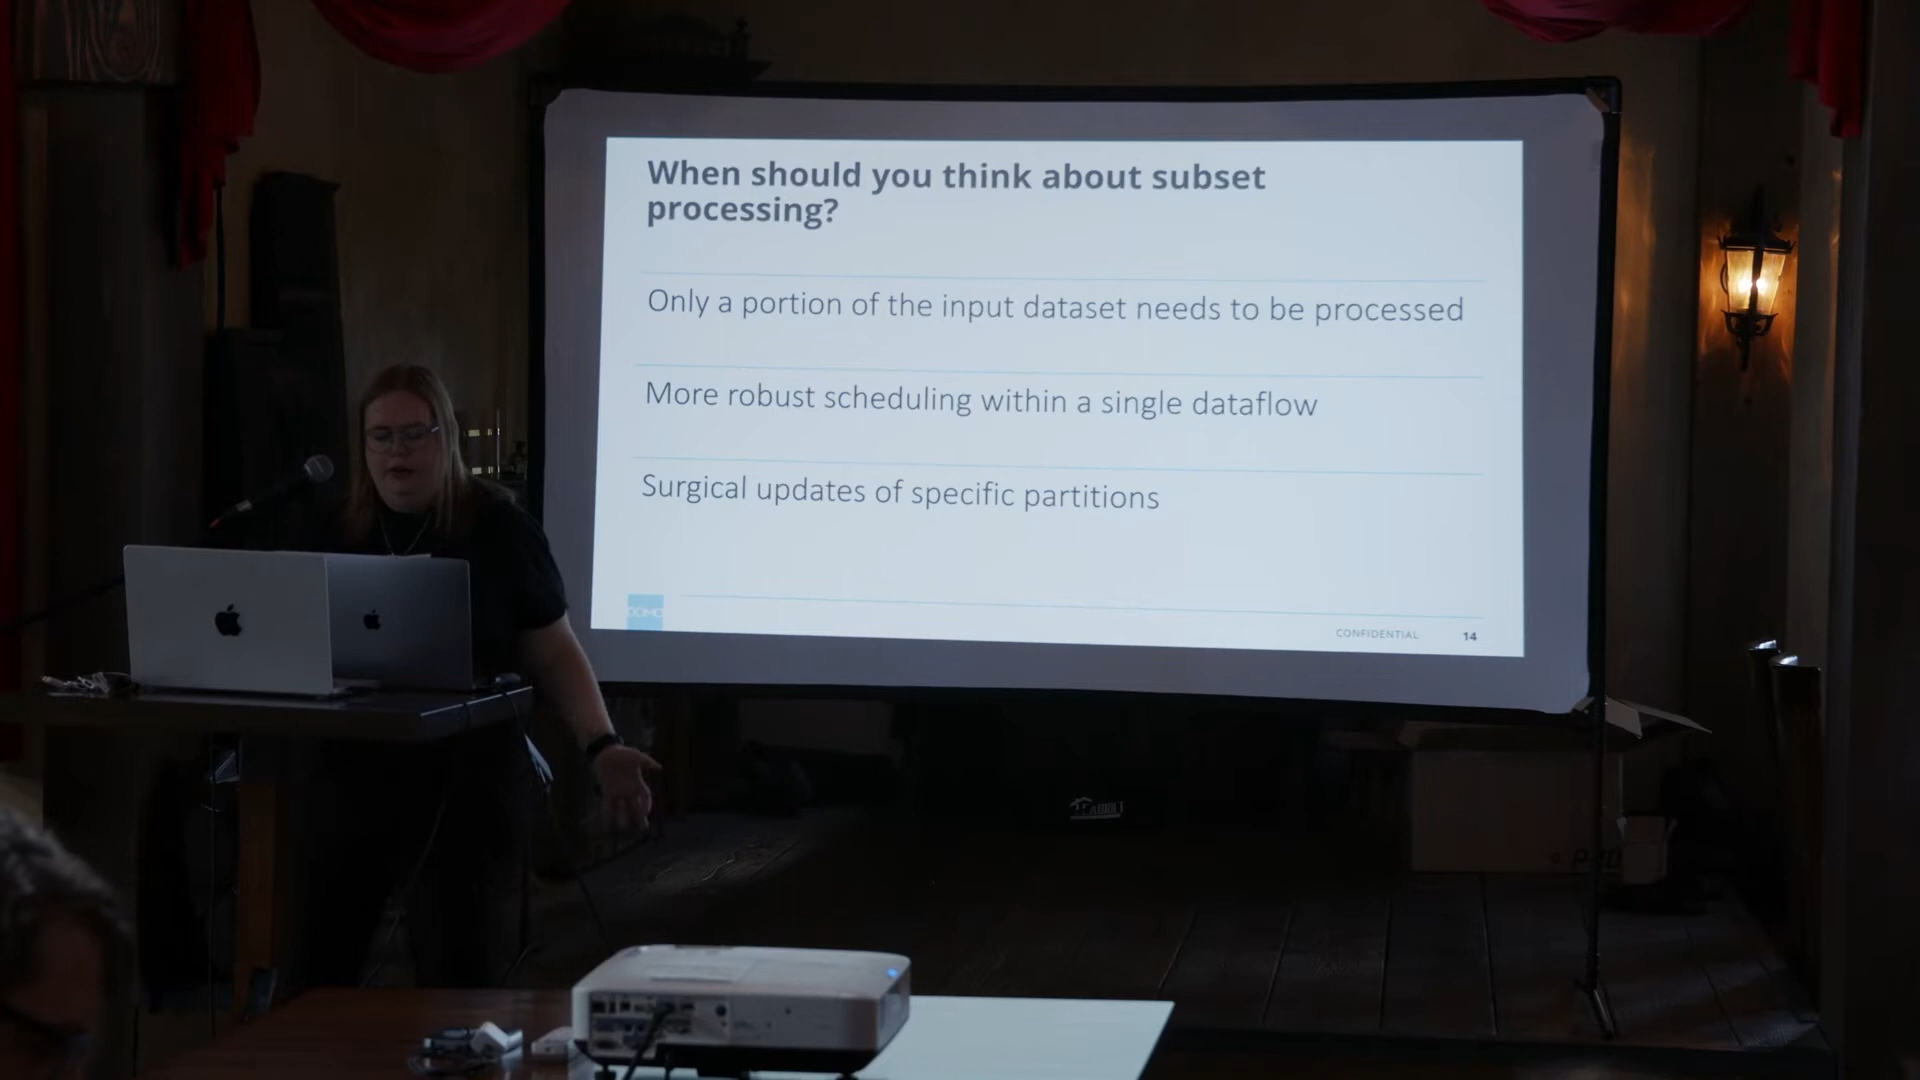 When should you think about subset
processing?
Only a portion of the input dataset needs to be processed
More robust scheduling within a single dataflow
Surgical updates of specific partitions
DOMO
CONFIDENTIAL
14